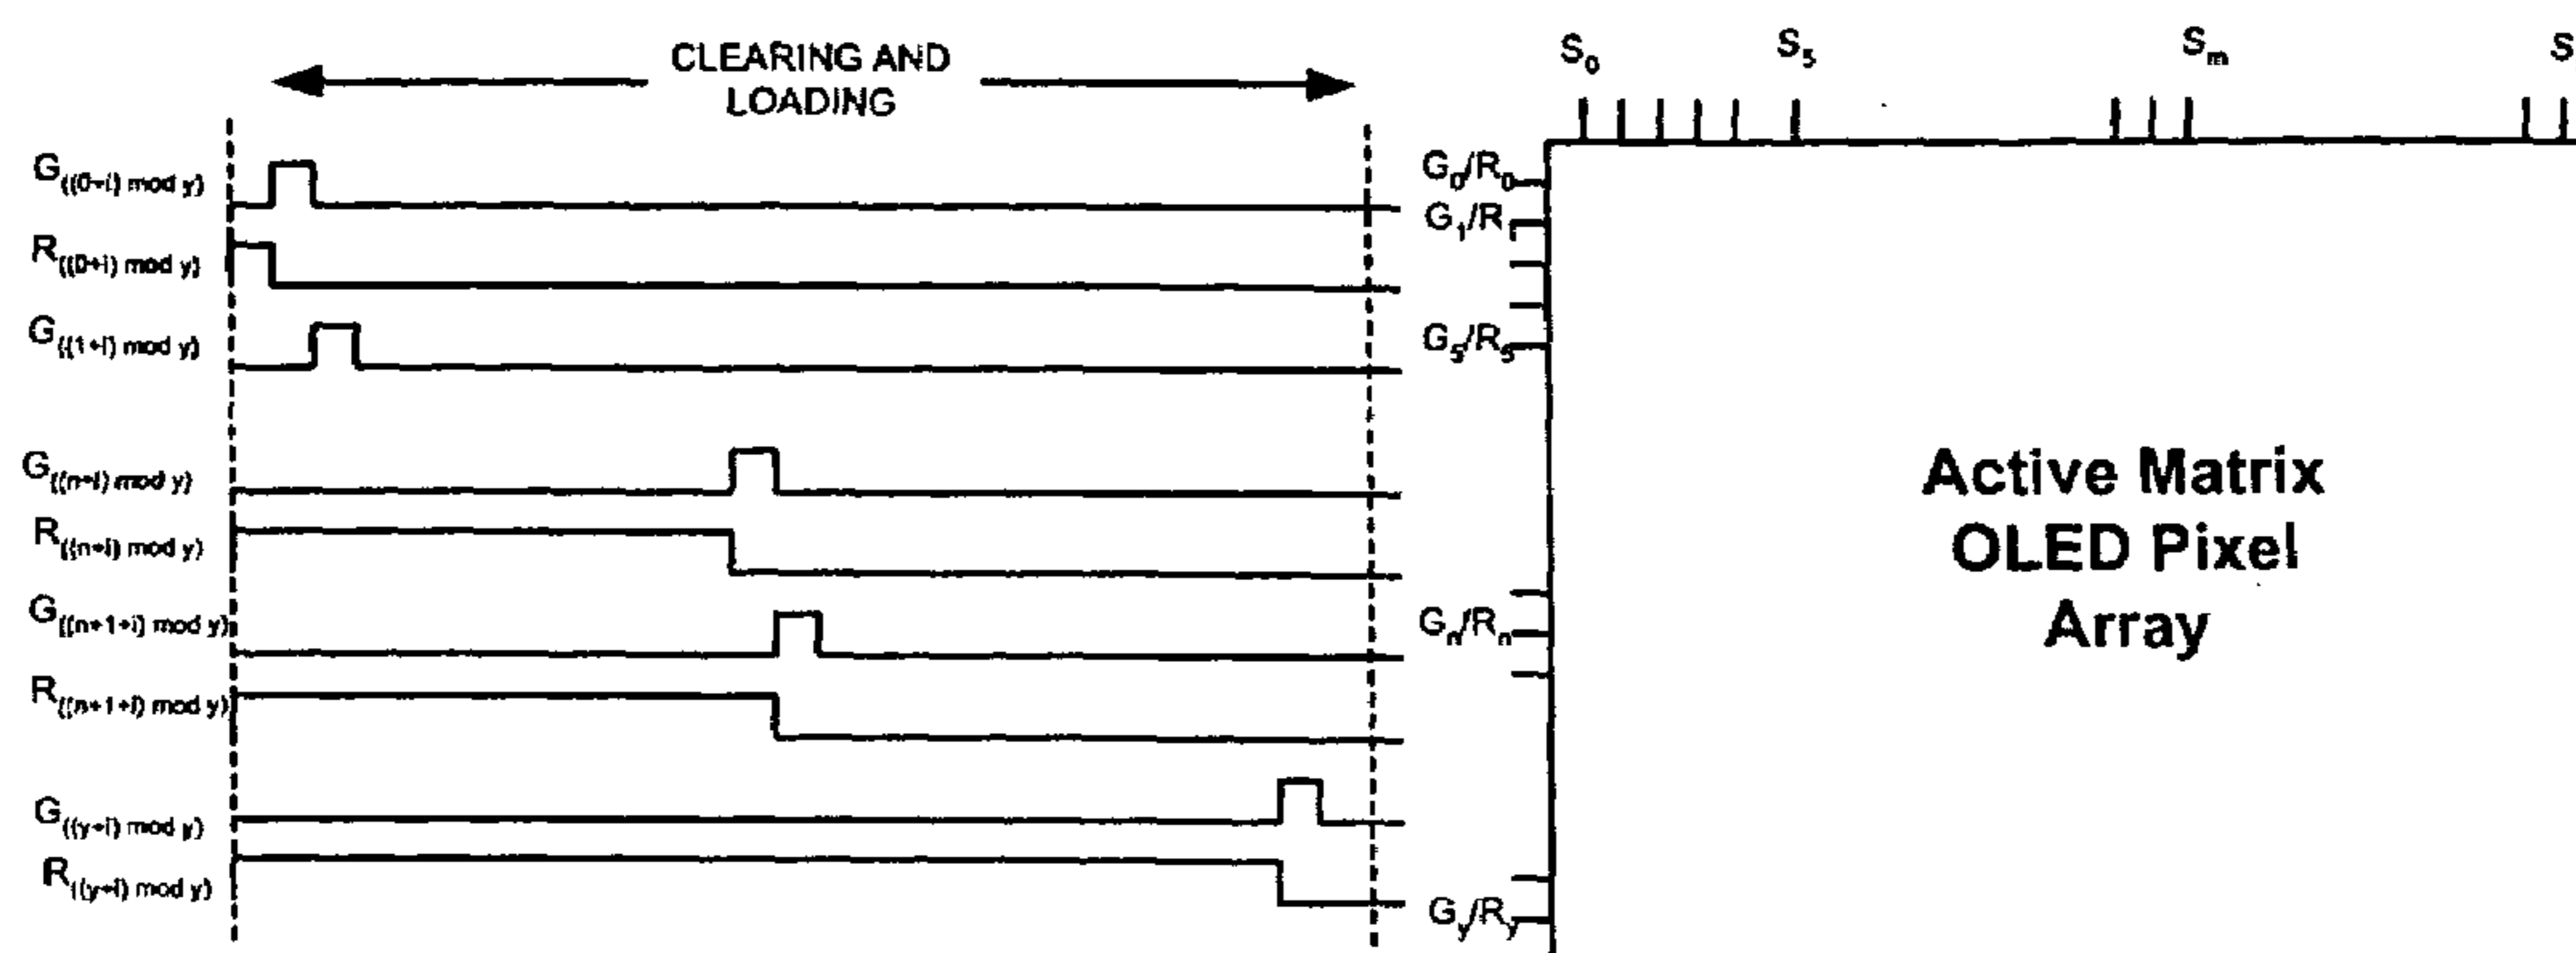 CLEARING AND
LOADING
G((0+i) mod y)
R((0+i) mod y)
G((1+i) mod y)
G((n+i) mod y)
R((n+i) mod y)
G((n+1+i) mod y)
R((n+1+i) mod y)
G((y+i) mod y)
R((y+i) mod y)
S0
S5
Sm
S
G0/R0
G1/R
G5/R5
Gn/Rn
Gy/Ry
Active Matrix
OLED Pixel
Array